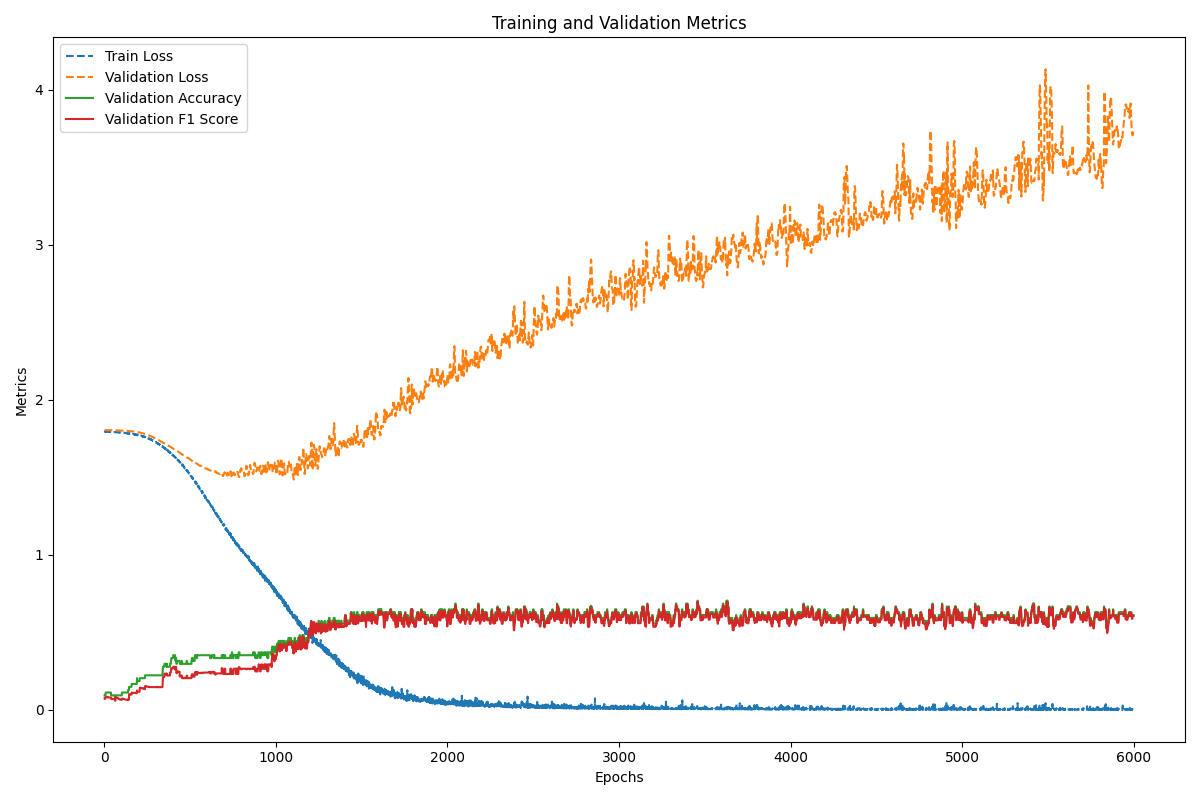 Training and Validation Metrics
Train Loss
Validation Loss
Validation Accuracy
Validation F1 Score
Metrics
4
3
2
1
0
0 1000 2000 3000 4000 5000 6000
Epochs